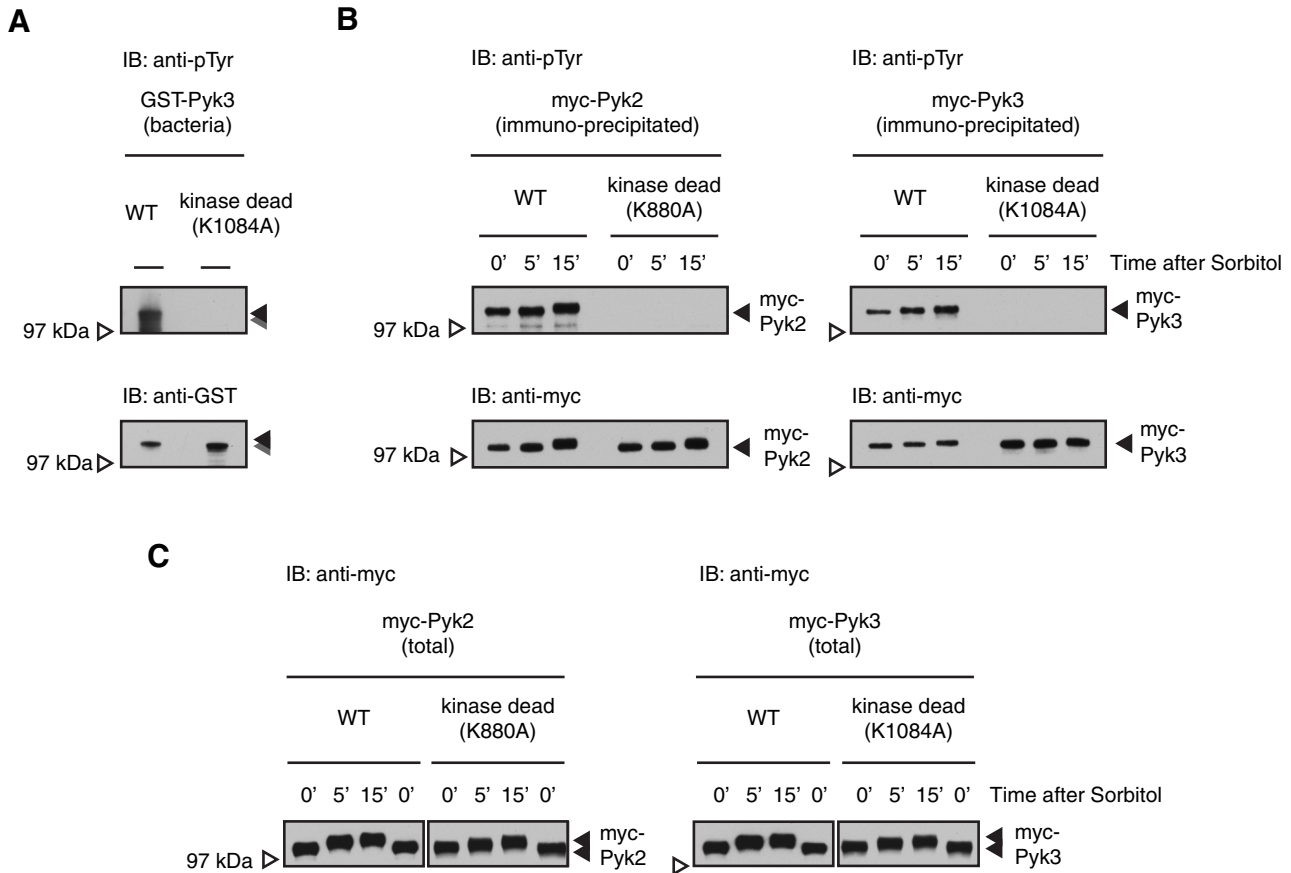 A
IB: anti-pTyr
GST-Pyk3
(bacteria)
WT
kinase dead
(K1084A)
97 kDa
IB: anti-GST
97 kDa
B
IB: anti-pTyr
myc-Pyk2
(immuno-precipitated)
WT
kinase dead
(K880A)
0’ 5’ 15’ 0’ 5’ 15’
97 kDa
myc-
Pyk2
IB: anti-myc
97 kDa
myc-
Pyk2
IB: anti-pTyr
myc-Pyk3
(immuno-precipitated)
WT
kinase dead
(K1084A)
0’ 5’ 15’ 0’ 5’ 15’ Time after Sorbitol
myc-
Pyk3
IB: anti-myc
myc-
Pyk3
C
IB: anti-myc
myc-Pyk2
(total)
WT
kinase dead
(K880A)
0’ 5’ 15’ 0’ 0’ 5’ 15’ 0’
97 kDa
myc-
Pyk2
IB: anti-myc
myc-Pyk3
(total)
WT
kinase dead
(K1084A)
0’ 5’ 15’ 0’ 0’ 5’ 15’ 0’ Time after Sorbitol
myc-
Pyk3